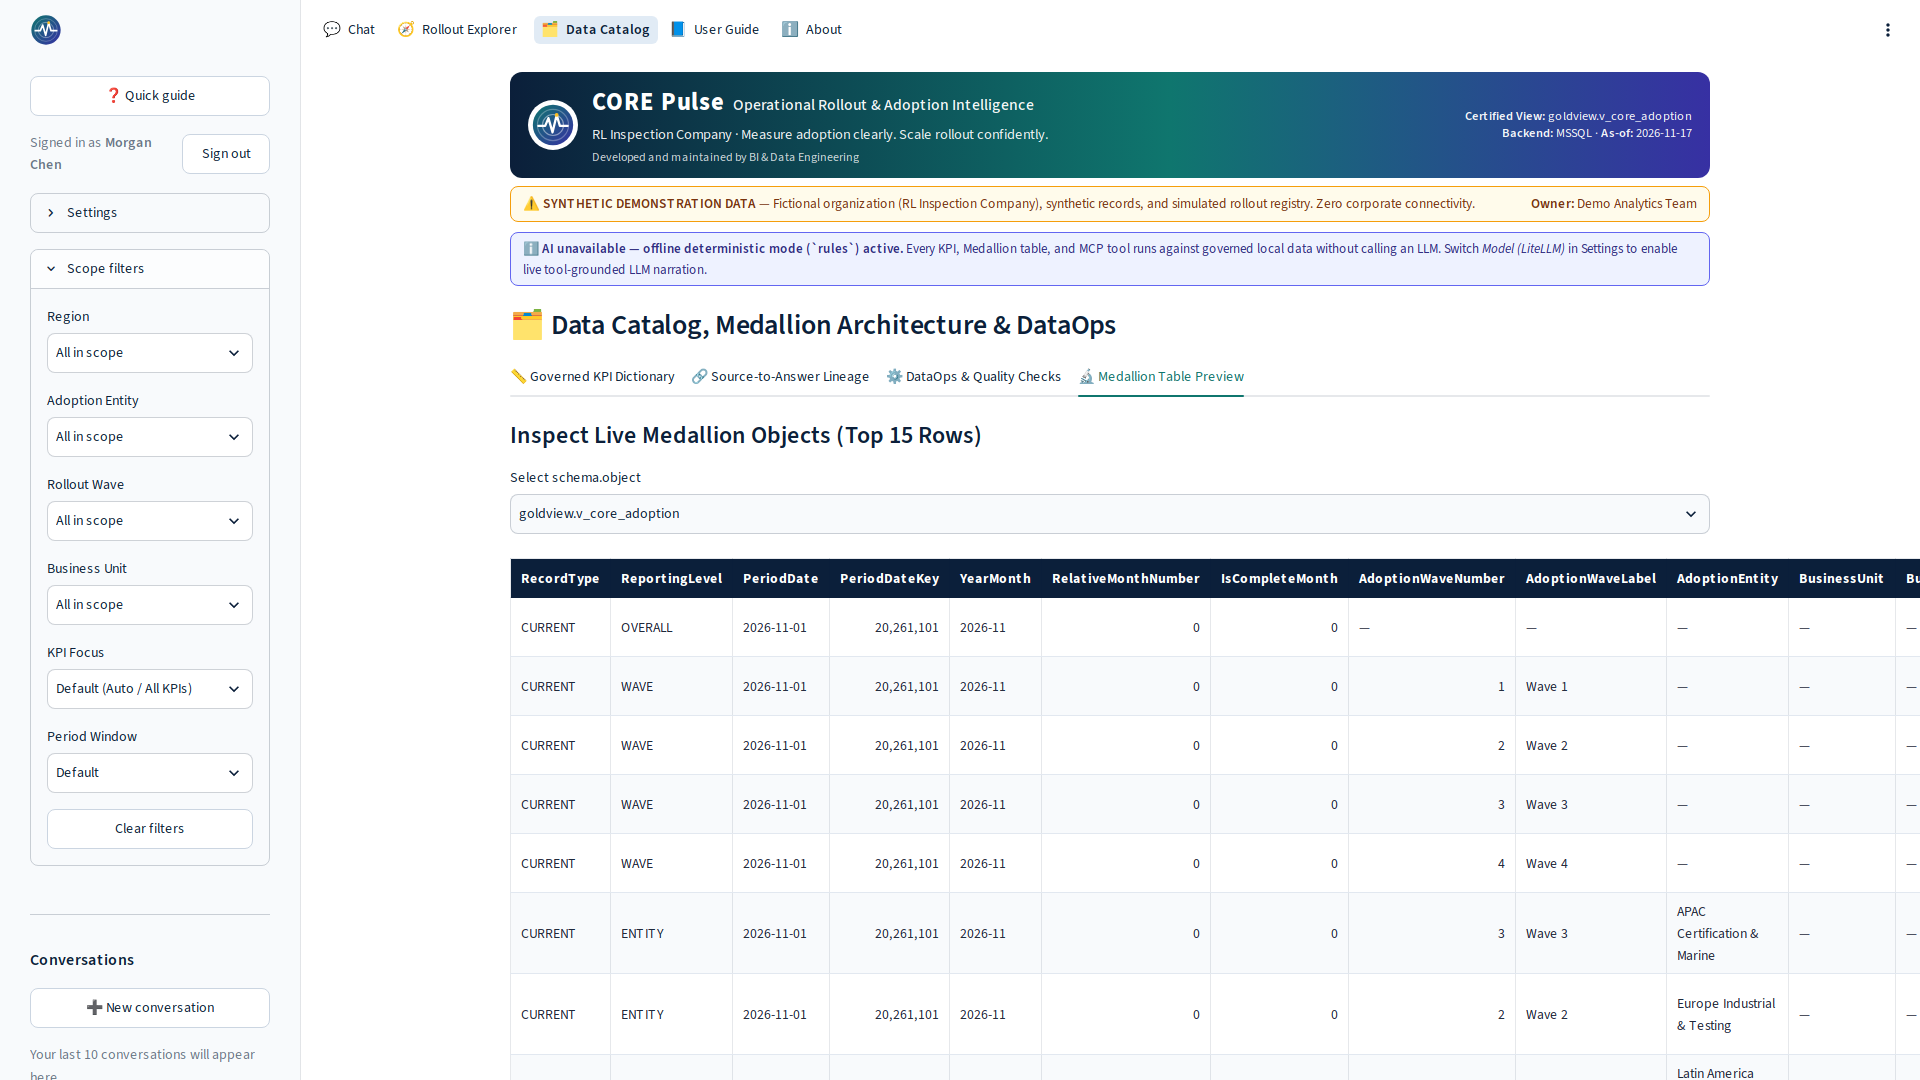 💬 Chat
🧭 Rollout Explorer
🗂️ Data Catalog
📘 User Guide
ℹ️ About
❓ Quick guide
Signed in as Morgan
Chen
Sign out
Settings
Scope filters
Region
All in scope
Adoption Entity
All in scope
Rollout Wave
All in scope
Business Unit
All in scope
KPI Focus
Default (Auto / All KPIs)
Period Window
Default
Clear filters
Conversations
➕ New conversation
Your last 10 conversations will appear
here.
CORE Pulse Operational Rollout & Adoption Intelligence
RL Inspection Company · Measure adoption clearly. Scale rollout confidently.
Developed and maintained by BI & Data Engineering
Certified View: goldview.v_core_adoption
Backend: MSSQL · As-of: 2026-11-17
⚠️ SYNTHETIC DEMONSTRATION DATA — Fictional organization (RL Inspection Company), synthetic records, and simulated rollout registry. Zero corporate connectivity.
Owner: Demo Analytics Team
ℹ️ AI unavailable — offline deterministic mode (`rules`) active. Every KPI, Medallion table, and MCP tool runs against governed local data without calling an LLM. Switch Model (LiteLLM) in Settings to enable
live tool-grounded LLM narration.
🗂️ Data Catalog, Medallion Architecture & DataOps
📏 Governed KPI Dictionary
🔗 Source-to-Answer Lineage
⚙️ DataOps & Quality Checks
🔬 Medallion Table Preview
Inspect Live Medallion Objects (Top 15 Rows)
Select schema.object
goldview.v_core_adoption
RecordType ReportingLevel PeriodDate PeriodDateKey YearMonth RelativeMonthNumber IsCompleteMonth AdoptionWaveNumber AdoptionWaveLabel AdoptionEntity BusinessUnit Bu
CURRENT OVERALL 2026-11-01 20,261,101 2026-11 0 0 — — — — —
CURRENT WAVE 2026-11-01 20,261,101 2026-11 0 0 1 Wave 1 — — —
CURRENT WAVE 2026-11-01 20,261,101 2026-11 0 0 2 Wave 2 — — —
CURRENT WAVE 2026-11-01 20,261,101 2026-11 0 0 3 Wave 3 — — —
CURRENT WAVE 2026-11-01 20,261,101 2026-11 0 0 4 Wave 4 — — —
CURRENT ENTITY 2026-11-01 20,261,101 2026-11 0 0 3 Wave 3 APAC
Certification &
Marine — —
CURRENT ENTITY 2026-11-01 20,261,101 2026-11 0 0 2 Wave 2 Europe Industrial
& Testing — —
Latin America